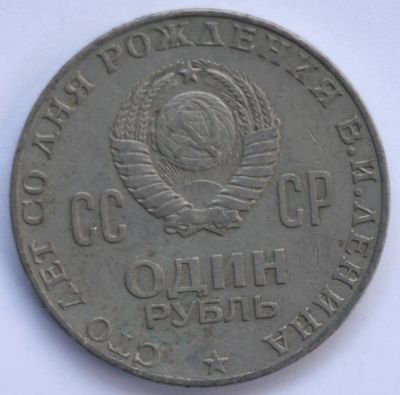 СТО ЛЕТ СО ДНЯ РОЖДЕНИЯ В.И.ЛЕНИНА
СС СР
ОДИН
РУБЛЬ